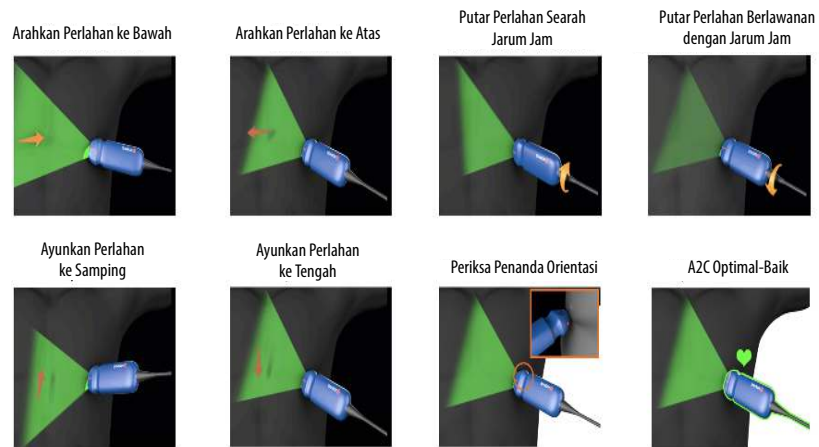 Arahkan Perlahan ke Bawah
Arahkan Perlahan ke Atas
Putar Perlahan Searah
Jarum Jam
Putar Perlahan Berlawanan
dengan Jarum Jam
Ayunkan Perlahan
ke Samping
Ayunkan Perlahan
ke Tengah
Periksa Penanda Orientasi
A2C Optimal-Baik